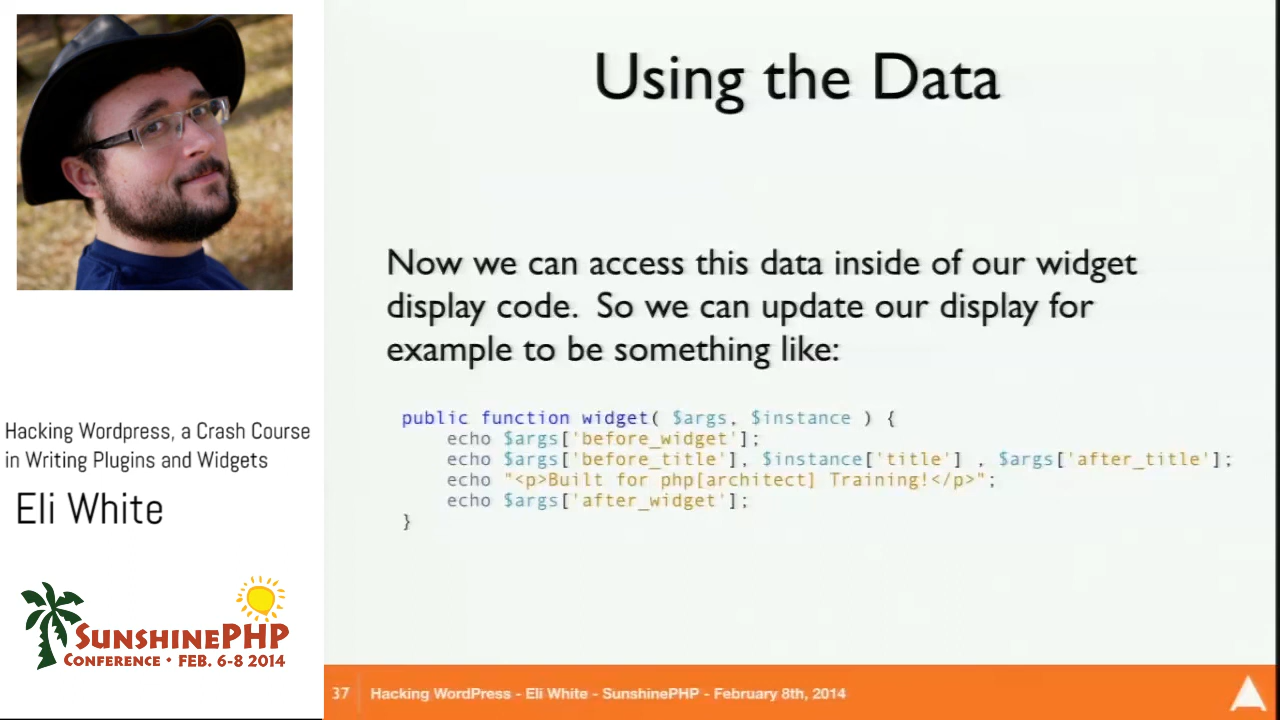 Using the Data
Now we can access this data inside of our widget
display code.  So we can update our display for
example to be something like:
public function widget( $args, $instance ) {
    echo $args['before_widget'];
    echo $args['before_title'], $instance['title'] , $args['after_title'];
    echo "<p>Built for php[architect] Training!</p>";
    echo $args['after_widget'];
}
Hacking Wordpress, a Crash Course
in Writing Plugins and Widgets
Eli White
SUNSHINEPHP
CONFERENCE • FEB. 6-8 2014
37 Hacking WordPress - Eli White - SunshinePHP - February 8th, 2014